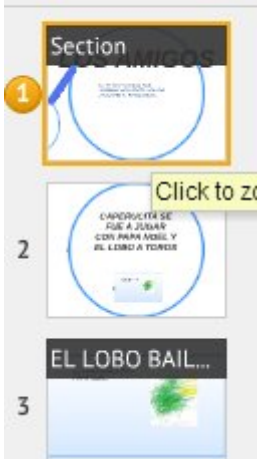 Section
LOS AMIGOS
1
Click to zo
2
CAPERUCITA SE
FUE A JUGAR
CON PAPA NOEL Y
EL LOBO A TOROS
EL LOBO BAIL...
3